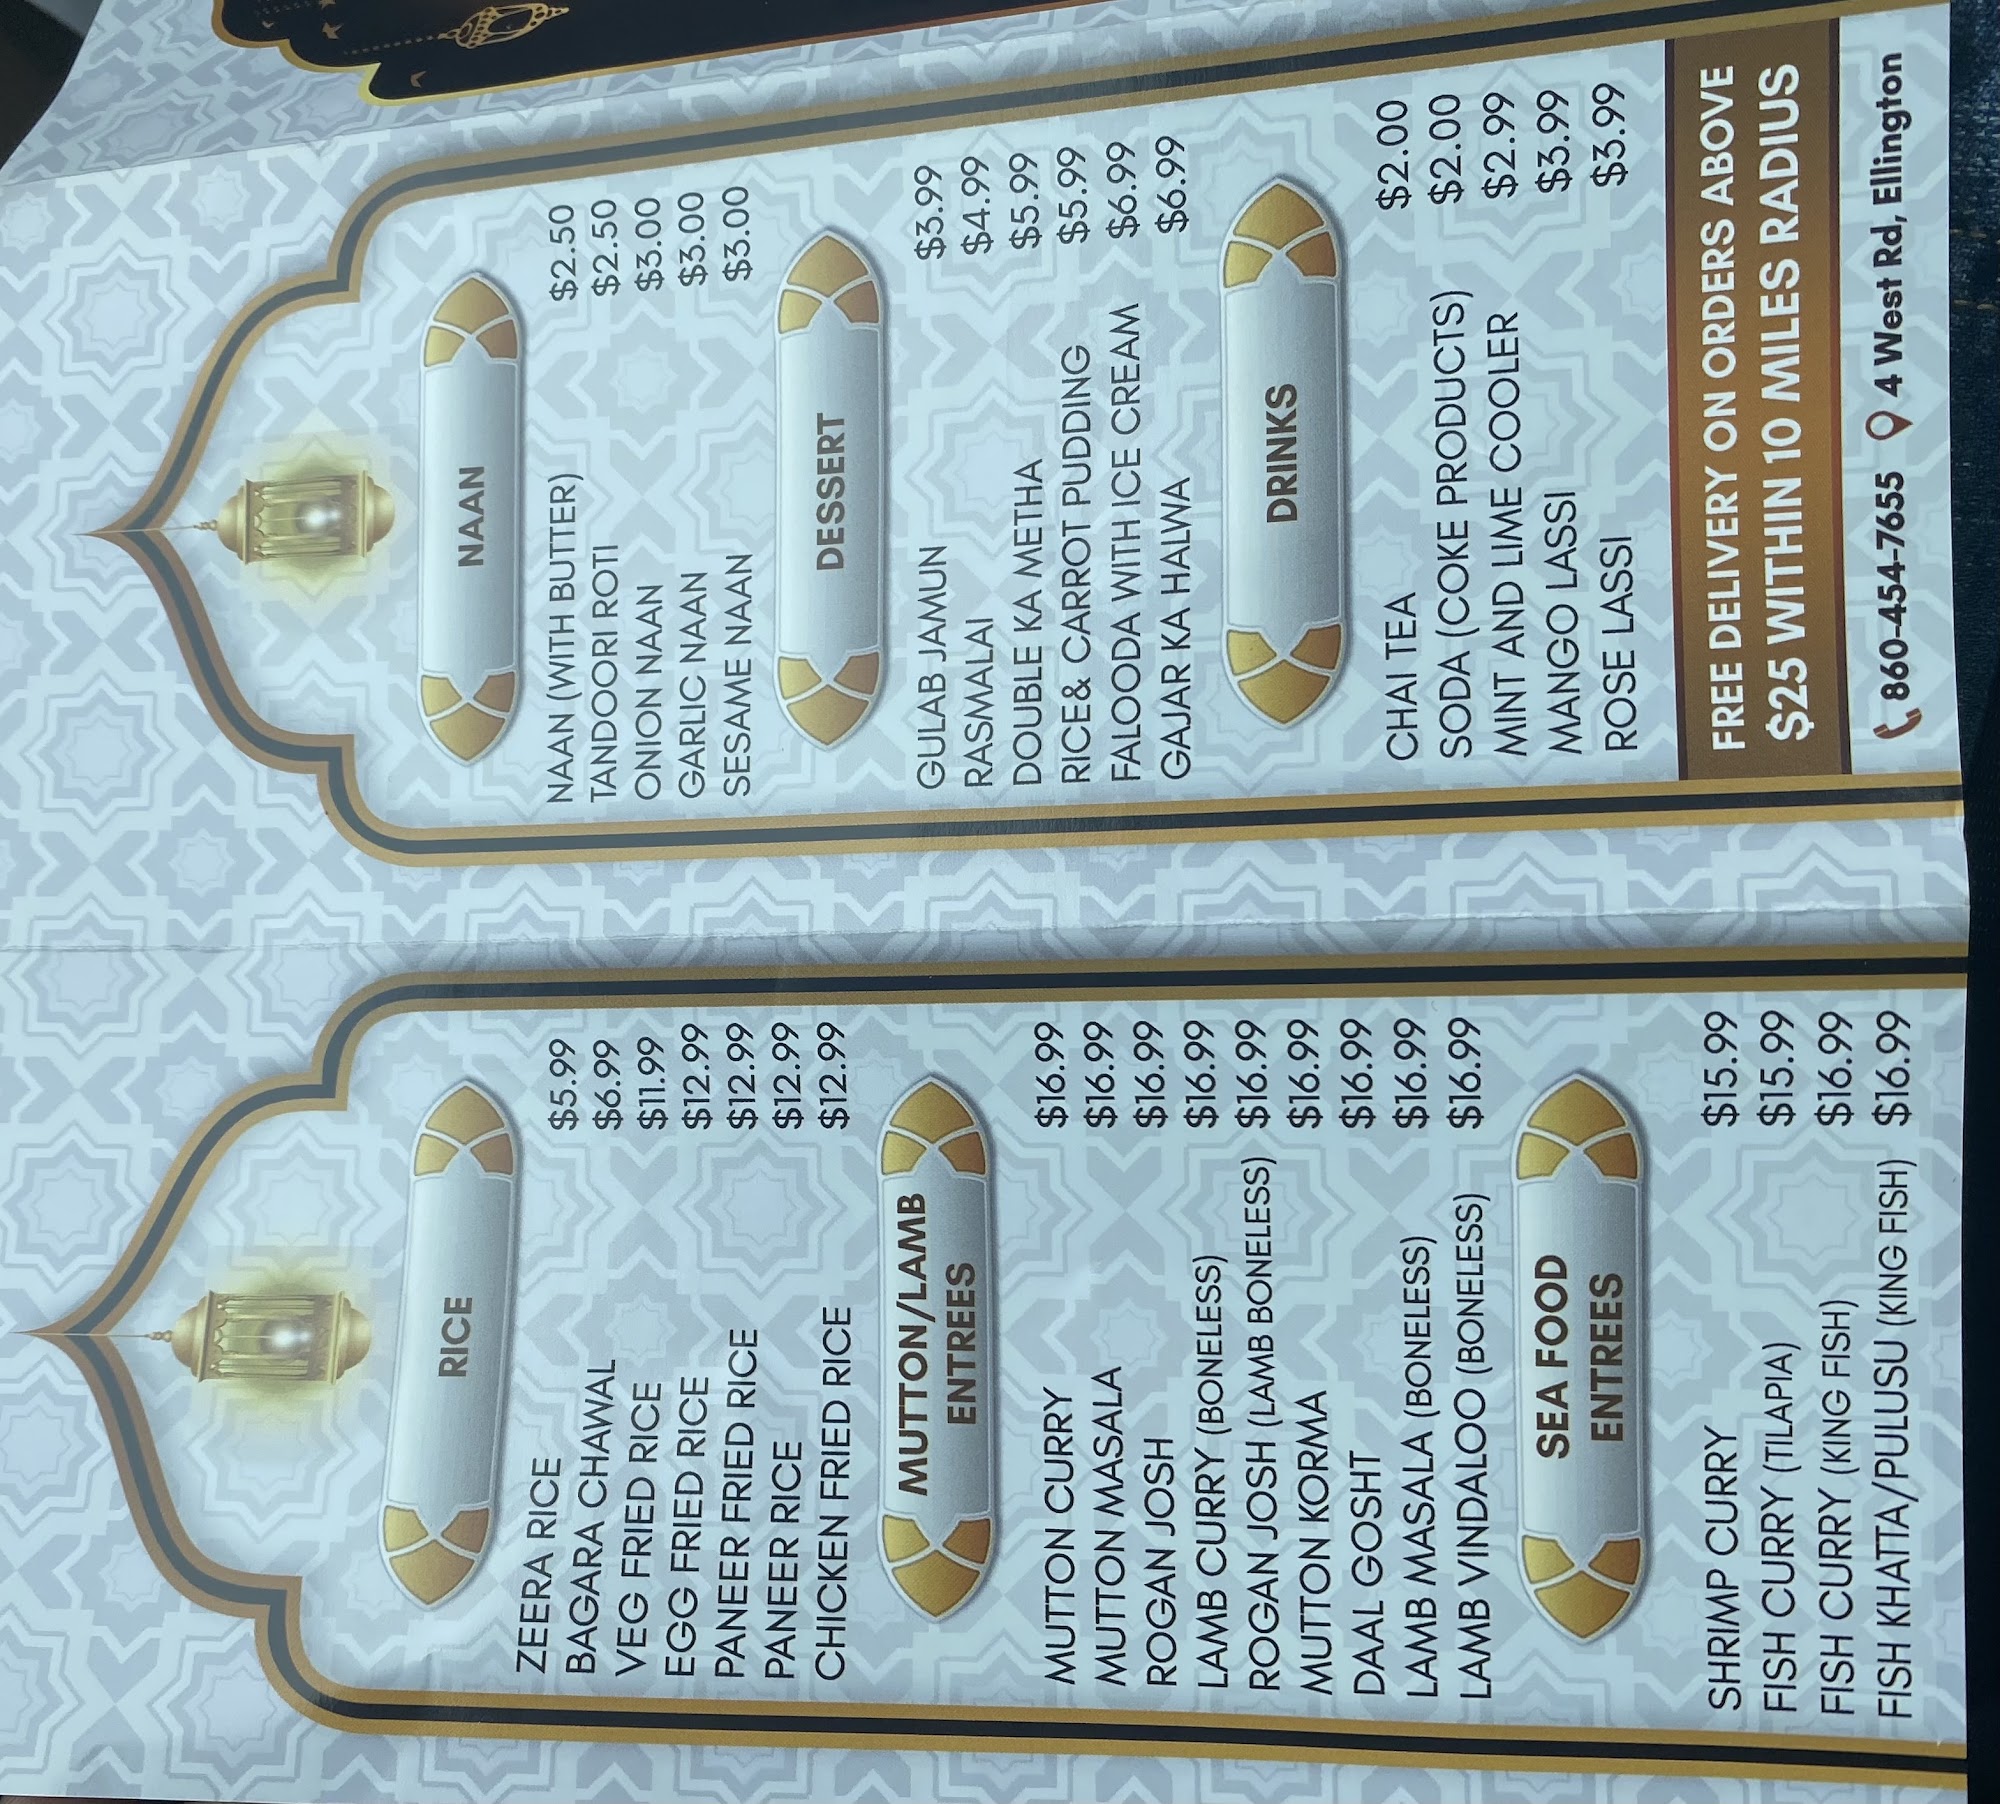 RICE
ZEERA RICE $5.99
BAGARA CHAWAL $6.99
VEG FRIED RICE $11.99
EGG FRIED RICE $12.99
PANEER FRIED RICE $12.99
PANEER RICE $12.99
CHICKEN FRIED RICE $12.99
MUTTON/LAMB
ENTREES
MUTTON CURRY $16.99
MUTTON MASALA $16.99
ROGAN JOSH $16.99
LAMB CURRY (BONELESS) $16.99
ROGAN JOSH (LAMB BONELESS) $16.99
MUTTON KORMA $16.99
DAAL GOSHT $16.99
LAMB MASALA (BONELESS) $16.99
LAMB VINDALOO (BONELESS) $16.99
SEA FOOD
ENTREES
SHRIMP CURRY $15.99
FISH CURRY (TILAPIA) $15.99
FISH CURRY (KING FISH) $16.99
FISH KHATTA/PULUSU (KING FISH) $16.99
NAAN
NAAN (WITH BUTTER) $2.50
TANDOORI ROTI $2.50
ONION NAAN $3.00
GARLIC NAAN $3.00
SESAME NAAN $3.00
DESSERT
GULAB JAMUN $3.99
RASMALAI $4.99
DOUBLE KA METHA $5.99
RICE& CARROT PUDDING $5.99
FALOODA WITH ICE CREAM $6.99
GAJAR KA HALWA $6.99
DRINKS
CHAI TEA $2.00
SODA (COKE PRODUCTS) $2.00
MINT AND LIME COOLER $2.99
MANGO LASSI $3.99
ROSE LASSI $3.99
FREE DELIVERY ON ORDERS ABOVE
$25 WITHIN 10 MILES RADIUS
860-454-7655 4 West Rd, Ellington